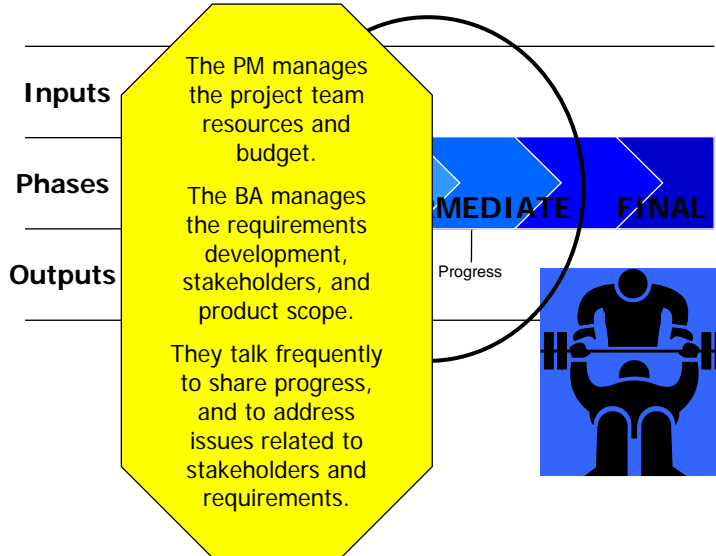 Inputs
Phases
Outputs
The PM manages
the project team
resources and
budget.
The BA manages
the requirements
development,
stakeholders, and
product scope.
They talk frequently
to share progress,
and to address
issues related to
stakeholders and
requirements.
RMEDIATE
FINAL
Progress